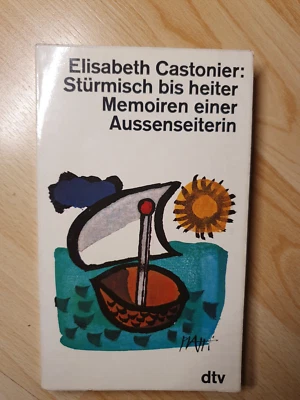 Elisabeth Castonier:
Stürmisch bis heiter
Memoiren einer
Aussenseiterin
dtv